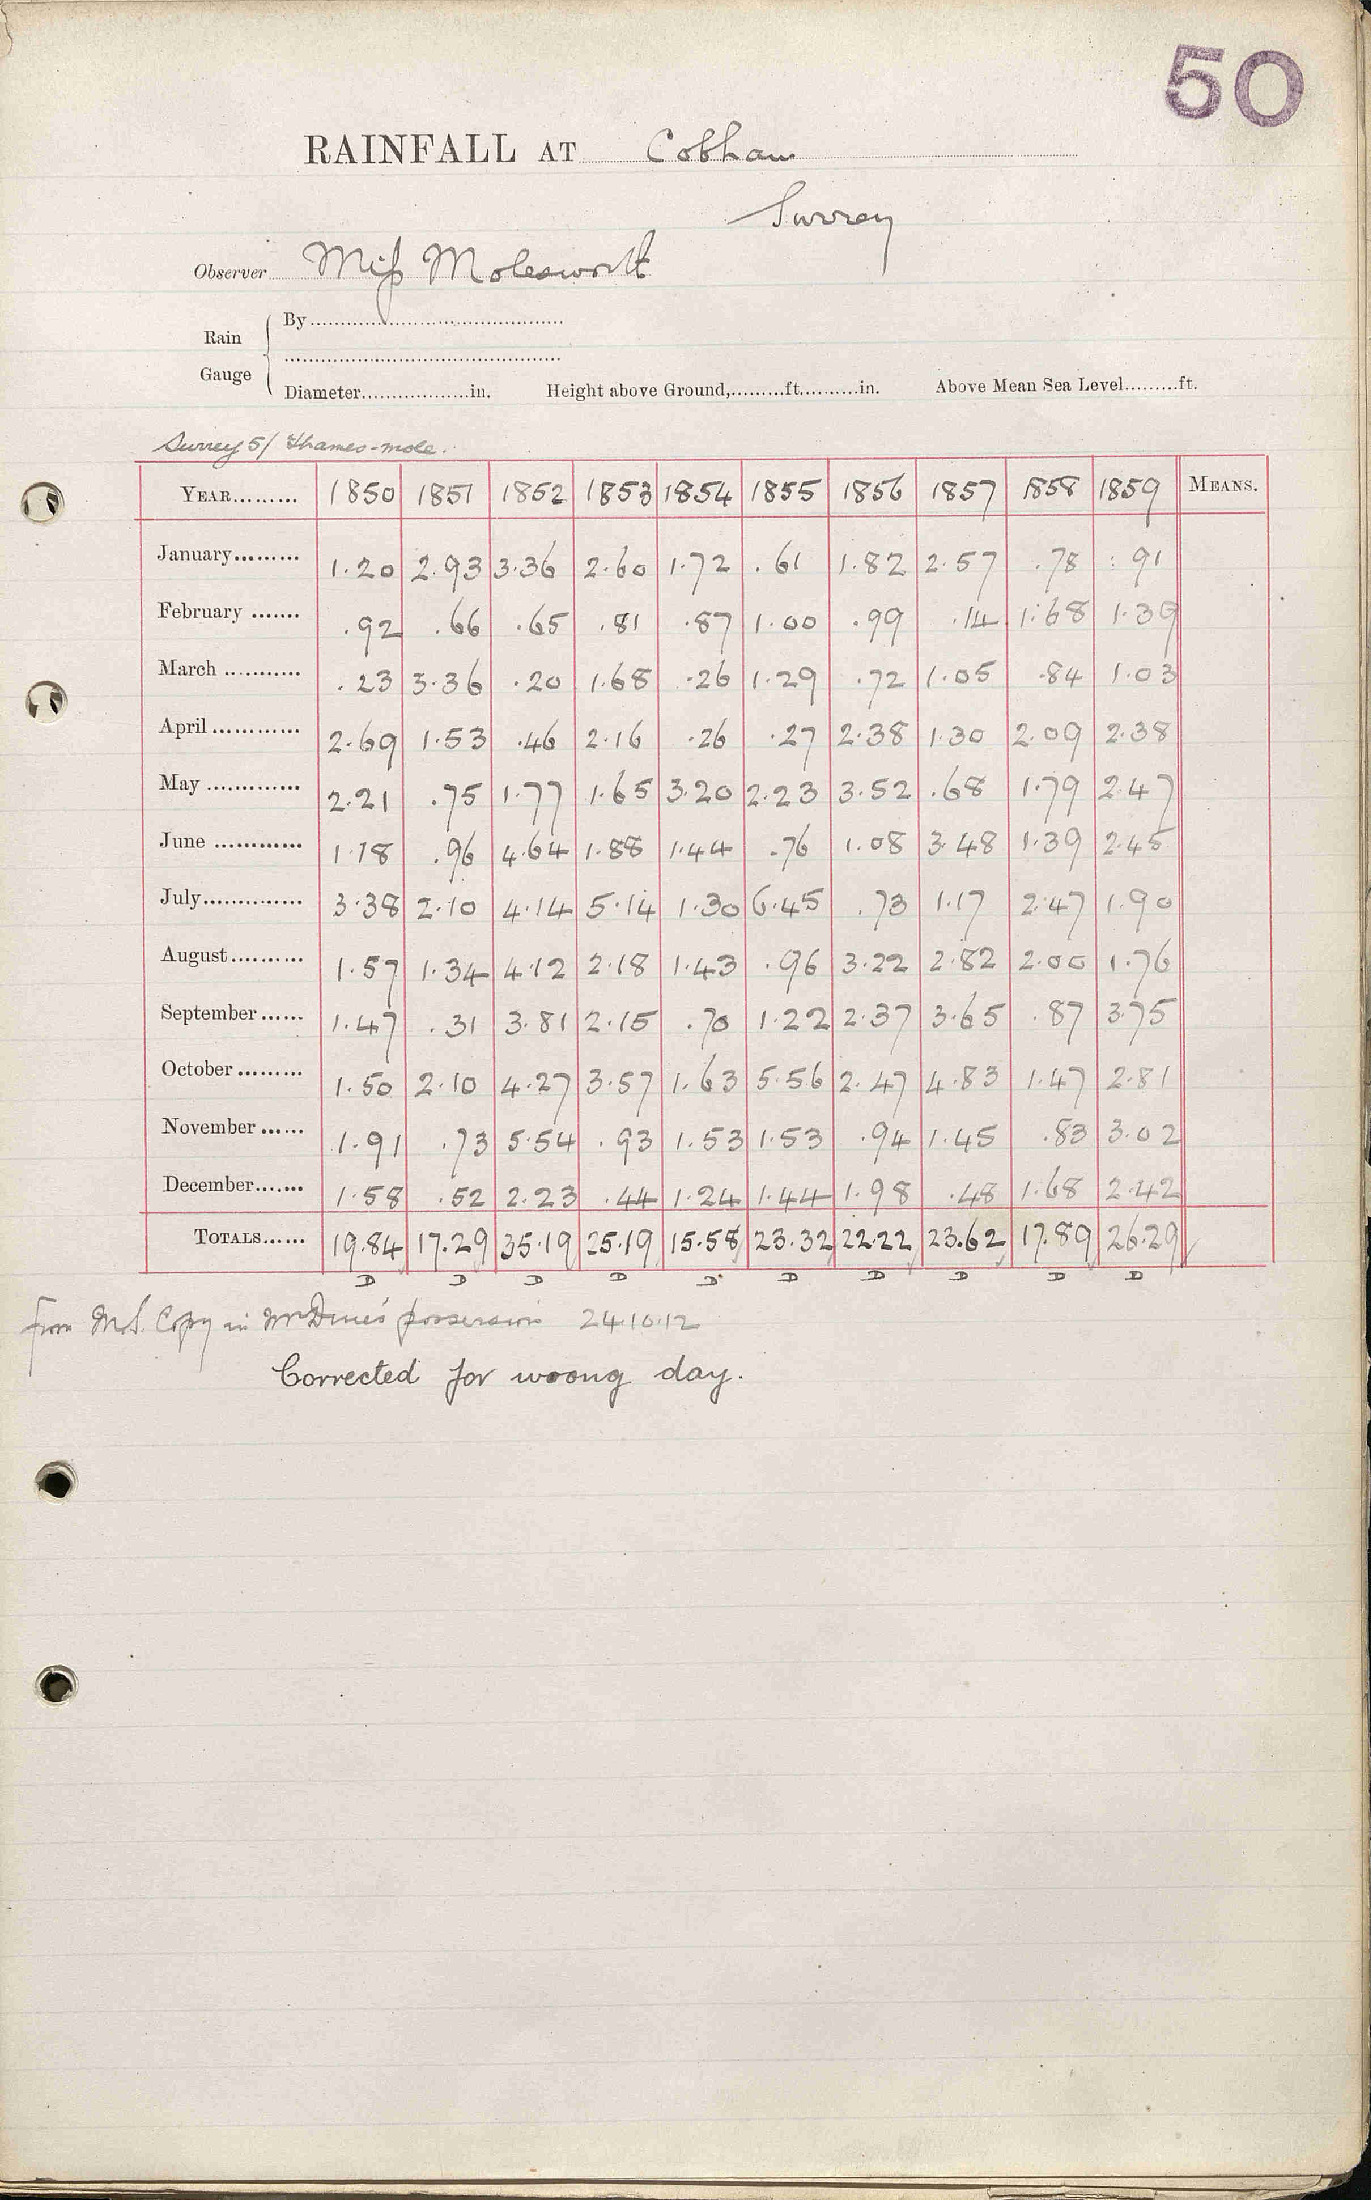 50
RAINFALL AT Cobham
Surrey
Observer Miss Molesworth
Rain Gauge
By
Diameter in. Height above Ground, ft. in. Above Mean Sea Level ft.
Surrey 5/ Thames-mole.
YEAR 1850 1851 1852 1853 1854 1855 1856 1857 1858 1859 MEANS.
January 1.20 2.93 3.36 2.60 1.72 .61 1.82 2.57 .78 .91
February .92 .66 .65 .81 .87 1.00 .99 .14 1.68 1.39
March .23 3.36 .20 1.68 .26 1.29 .72 1.05 .84 1.03
April 2.69 1.53 .46 2.16 .26 .27 2.38 1.30 2.09 2.38
May 2.21 .75 1.77 1.65 3.20 2.23 3.52 .68 1.79 2.47
June 1.18 .96 4.64 1.88 1.44 .76 1.08 3.48 1.39 2.45
July 3.38 2.10 4.14 5.14 1.30 6.45 .73 1.17 2.47 1.90
August 1.57 1.34 4.12 2.18 1.43 .96 3.22 2.82 2.00 1.76
September 1.47 .31 3.81 2.15 .70 1.22 2.37 3.65 .87 3.75
October 1.50 2.10 4.27 3.57 1.63 5.56 2.47 4.83 1.47 2.81
November 1.91 .73 5.54 .93 1.53 1.53 .94 1.45 .83 3.02
December 1.58 .52 2.23 .44 1.24 1.44 1.98 .48 1.68 2.42
TOTALS 19.84 17.29 35.19 25.19 15.58 23.32 22.22 23.62 17.89 26.29
D D D D D D D D D D
from M.S. Copy in Mr Dines possession 24.10.12
Corrected for wrong day.